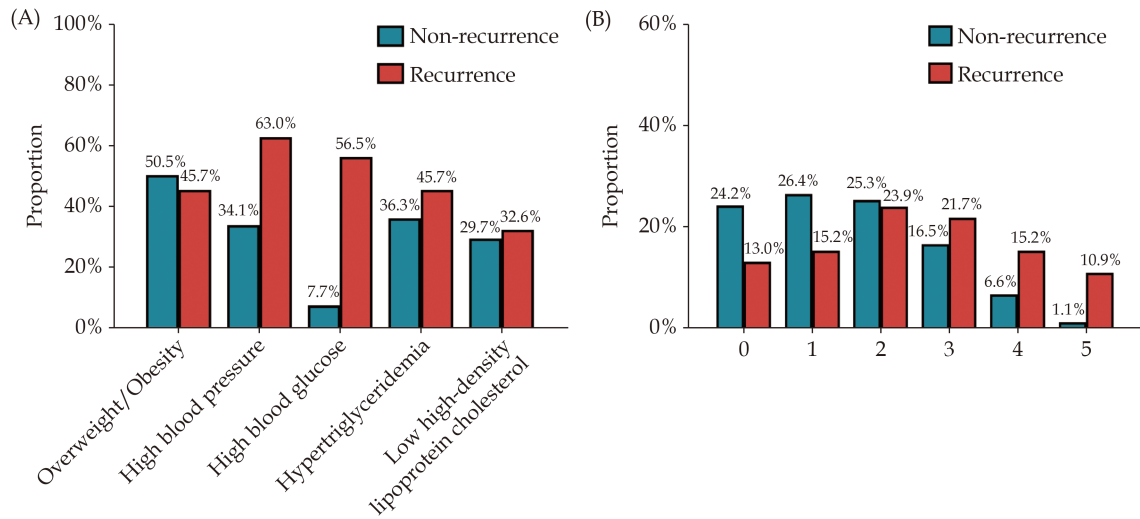 (A)
100%
80%
60%
40%
20%
0%
Proportion
Non-recurrence
Recurrence
50.5%
45.7%
34.1%
63.0%
7.7%
56.5%
36.3%
45.7%
29.7%
32.6%
Overweight/Obesity
High blood pressure
High blood glucose
Hypertriglyceridemia
Low high-density
lipoprotein cholesterol
(B)
60%
40%
20%
0%
Proportion
Non-recurrence
Recurrence
24.2%
13.0%
26.4%
15.2%
25.3%
23.9%
16.5%
21.7%
6.6%
15.2%
1.1%
10.9%
0
1
2
3
4
5